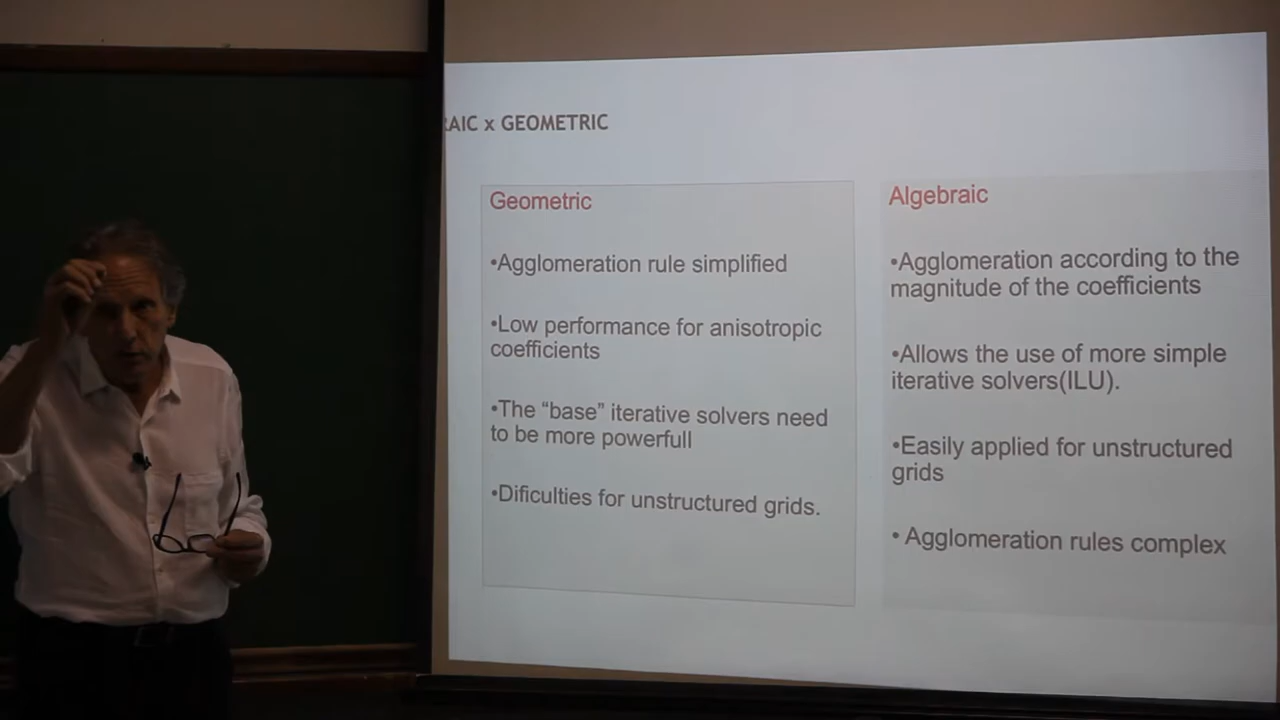 AIC x GEOMETRIC
Geometric
•Agglomeration rule simplified
•Low performance for anisotropic
coefficients
•The “base” iterative solvers need
to be more powerfull
•Dificulties for unstructured grids.
Algebraic
•Agglomeration according to the
magnitude of the coefficients
•Allows the use of more simple
iterative solvers(ILU).
•Easily applied for unstructured
grids
• Agglomeration rules complex